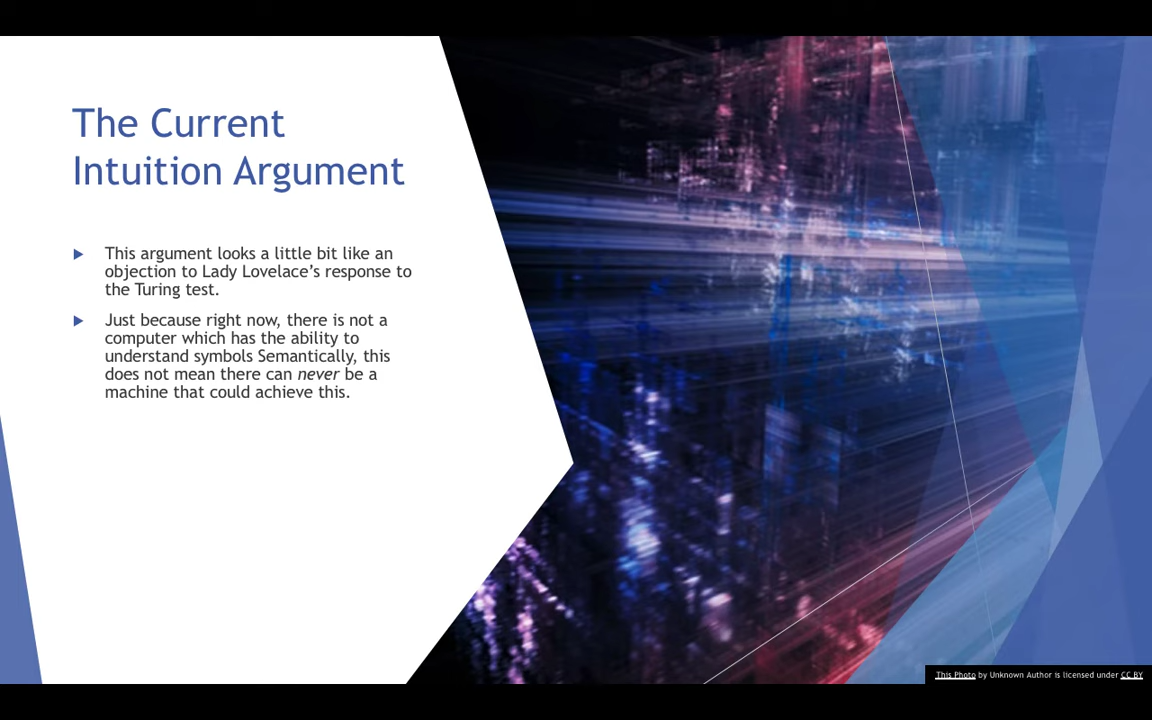 The Current
Intuition Argument
This argument looks a little bit like an
objection to Lady Lovelace’s response to
the Turing test.
Just because right now, there is not a
computer which has the ability to
understand symbols Semantically, this
does not mean there can never be a
machine that could achieve this.
This Photo by Unknown Author is licensed under CC BY